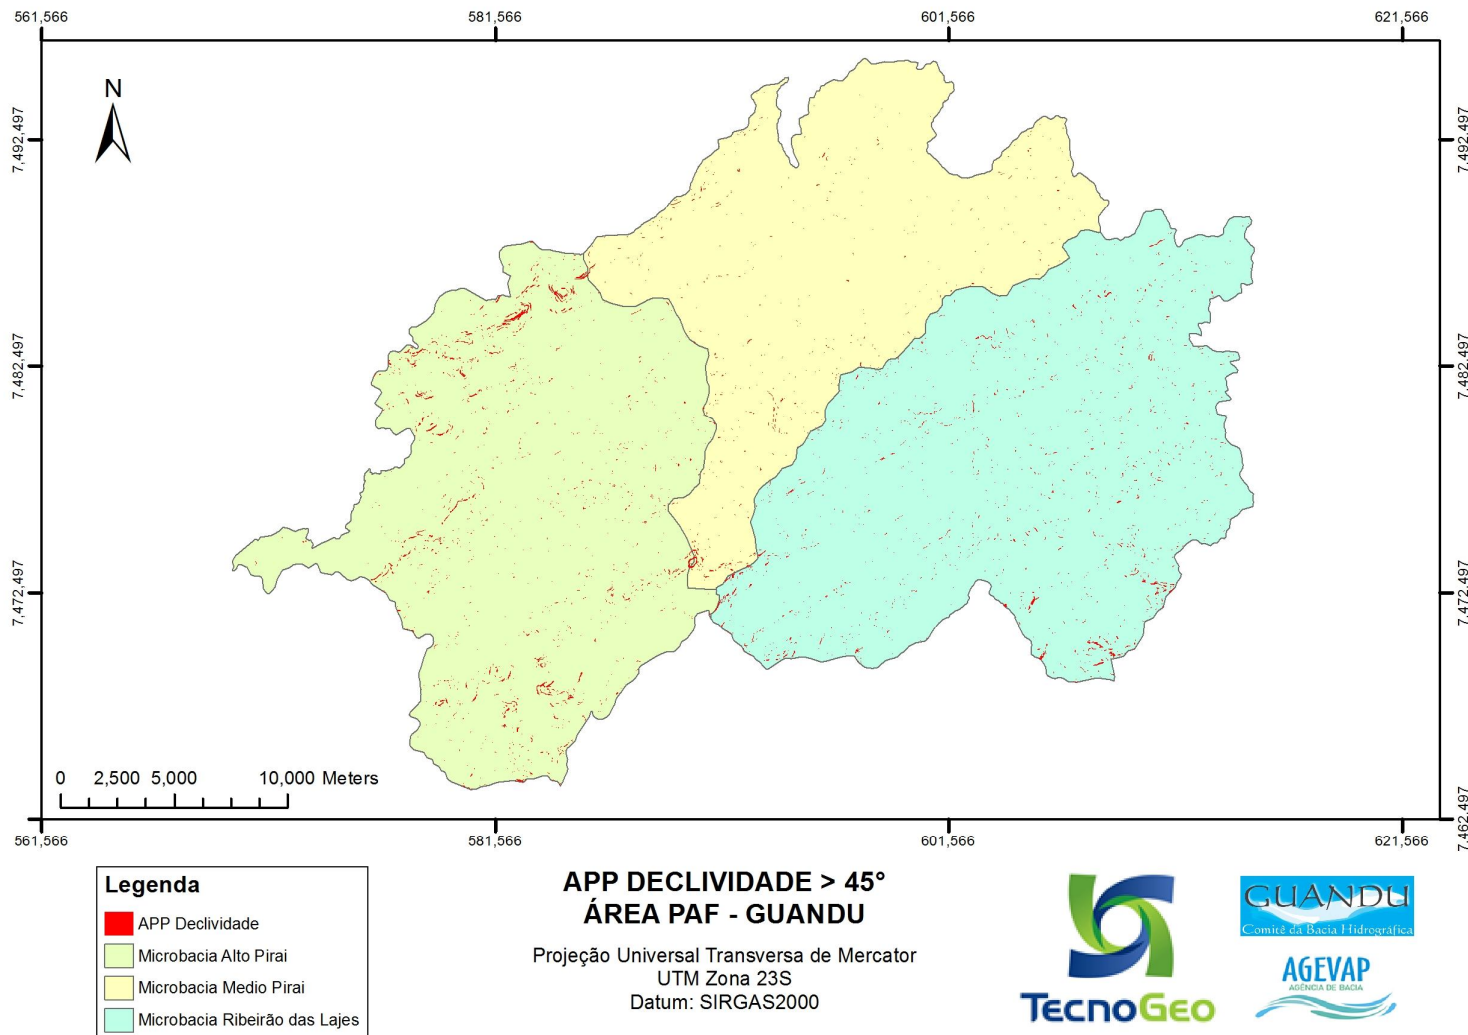 561,566 581,566 601,566 621,566
N
7,492,497 7,492,497
7,482,497 7,482,497
7,472,497 7,472,497
7,462,497
0 2,500 5,000 10,000 Meters
561,566 581,566 601,566 621,566
Legenda
APP Declividade
Microbacia Alto Pirai
Microbacia Medio Pirai
Microbacia Ribeirão das Lajes
APP DECLIVIDADE > 45°
ÁREA PAF - GUANDU
Projeção Universal Transversa de Mercator
UTM Zona 23S
Datum: SIRGAS2000
TecnoGeo
GUANDU
Comitê da Bacia Hidrográfica
AGEVAP
AGÊNCIA DE BACIA